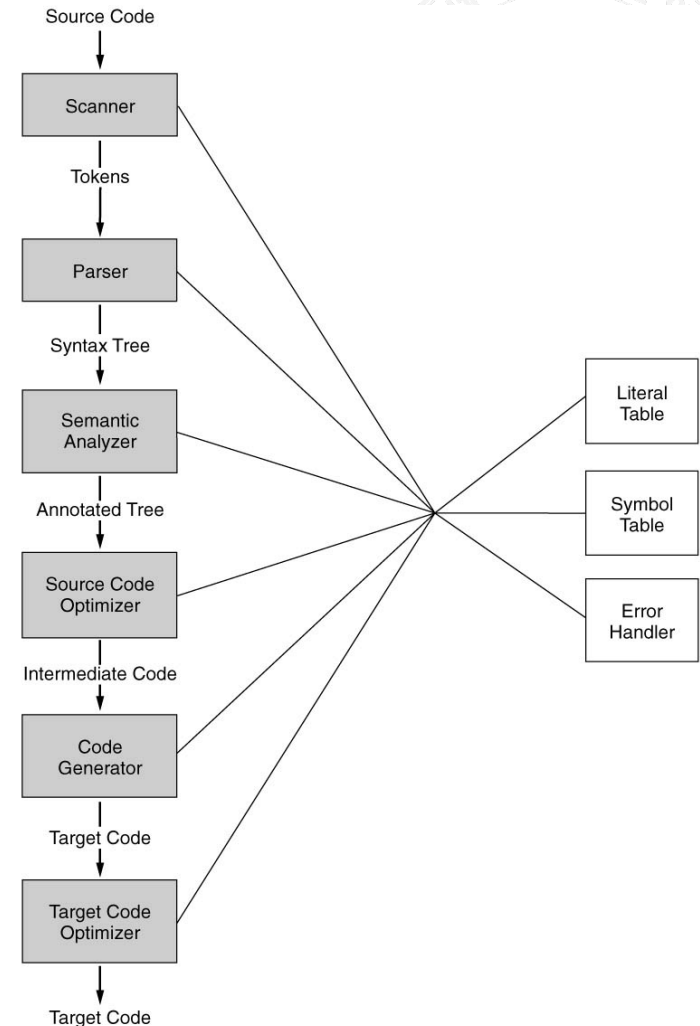 Source Code
Scanner
Tokens
Parser
Syntax Tree
Semantic
Analyzer
Annotated Tree
Source Code
Optimizer
Intermediate Code
Code
Generator
Target Code
Target Code
Optimizer
Target Code
Literal
Table
Symbol
Table
Error
Handler